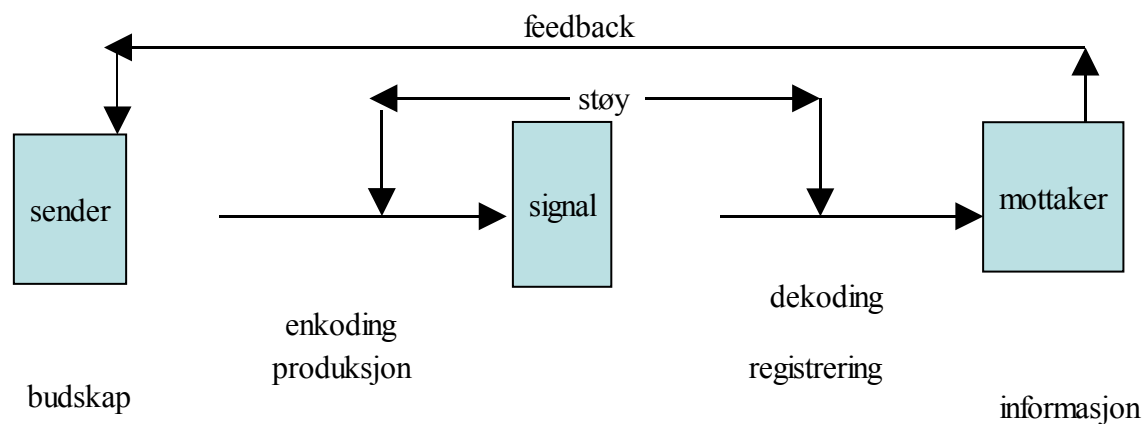 feedback
støy
sender
signal
mottaker
enkoding
produksjon
dekoding
registrering
budskap
informasjon